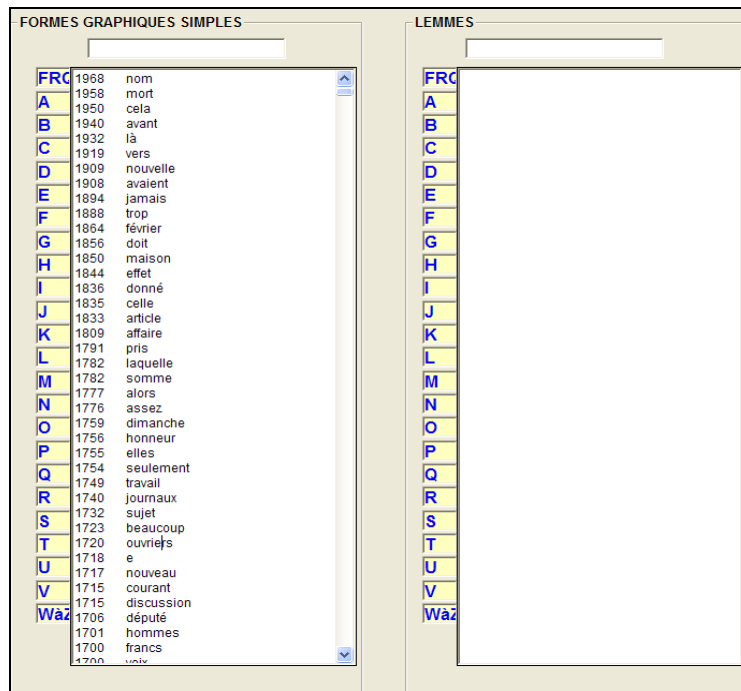 FORMES GRAPHIQUES SIMPLES
FRQ
A
B
C
D
E
F
G
H
I
J
K
L
M
N
O
P
Q
R
S
T
U
V
WàZ
1968 nom
1958 mort
1950 cela
1940 avant
1932 là
1919 vers
1909 nouvelle
1908 avaient
1894 jamais
1888 trop
1864 février
1856 doit
1850 maison
1844 effet
1836 donné
1835 celle
1833 article
1809 affaire
1791 pris
1782 laquelle
1782 somme
1777 alors
1776 assez
1759 dimanche
1756 honneur
1755 elles
1754 seulement
1749 travail
1740 journaux
1732 sujet
1723 beaucoup
1720 ouvriers
1718 e
1717 nouveau
1715 courant
1715 discussion
1706 député
1701 hommes
1700 francs
1700 voix
LEMMES
FRQ
A
B
C
D
E
F
G
H
I
J
K
L
M
N
O
P
Q
R
S
T
U
V
WàZ